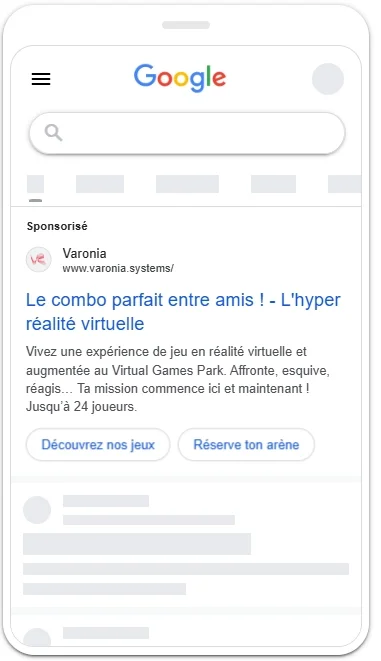 Google
Sponsorisé
Varonia
www.varonia.systems/
Le combo parfait entre amis ! - L'hyper
réalité virtuelle
Vivez une expérience de jeu en réalité virtuelle et
augmentée au Virtual Games Park. Affronte, esquive,
réagis... Ta mission commence ici et maintenant !
Jusqu'à 24 joueurs.
Découvrez nos jeux
Réserve ton arène